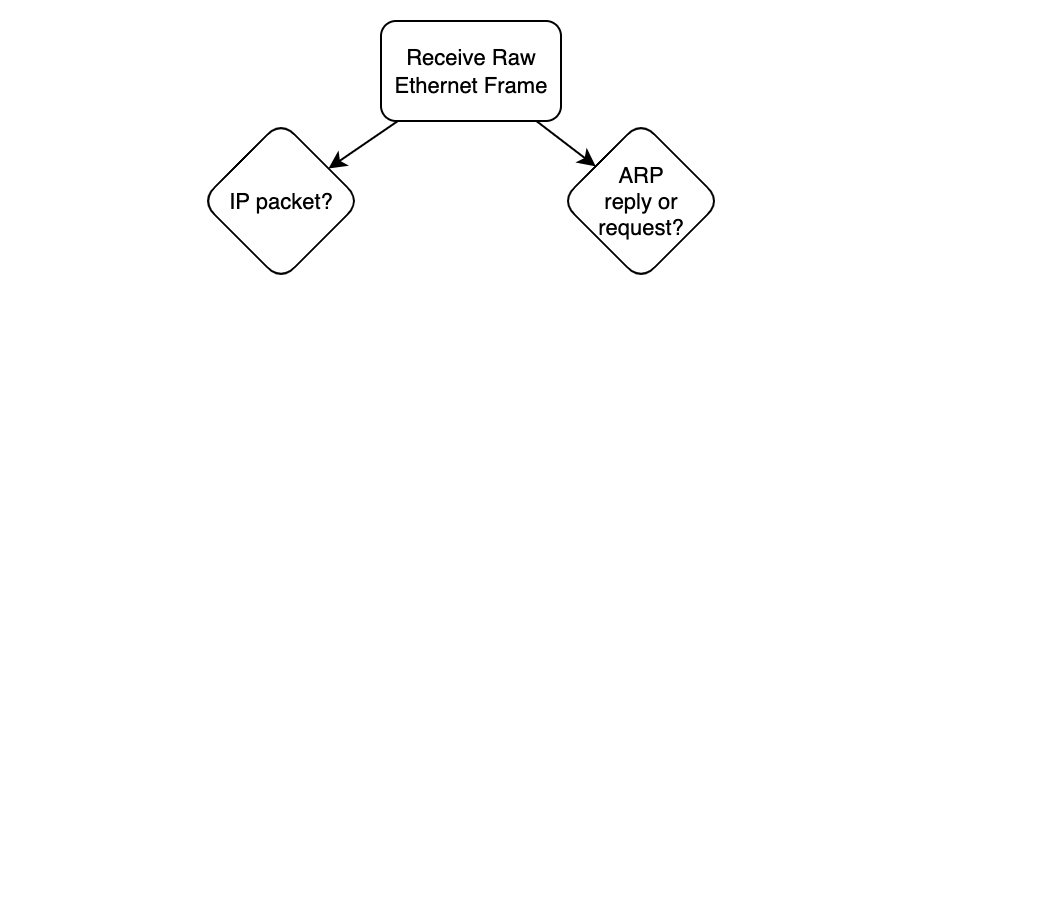 Receive Raw
Ethernet Frame
IP packet?
ARP
reply or
request?